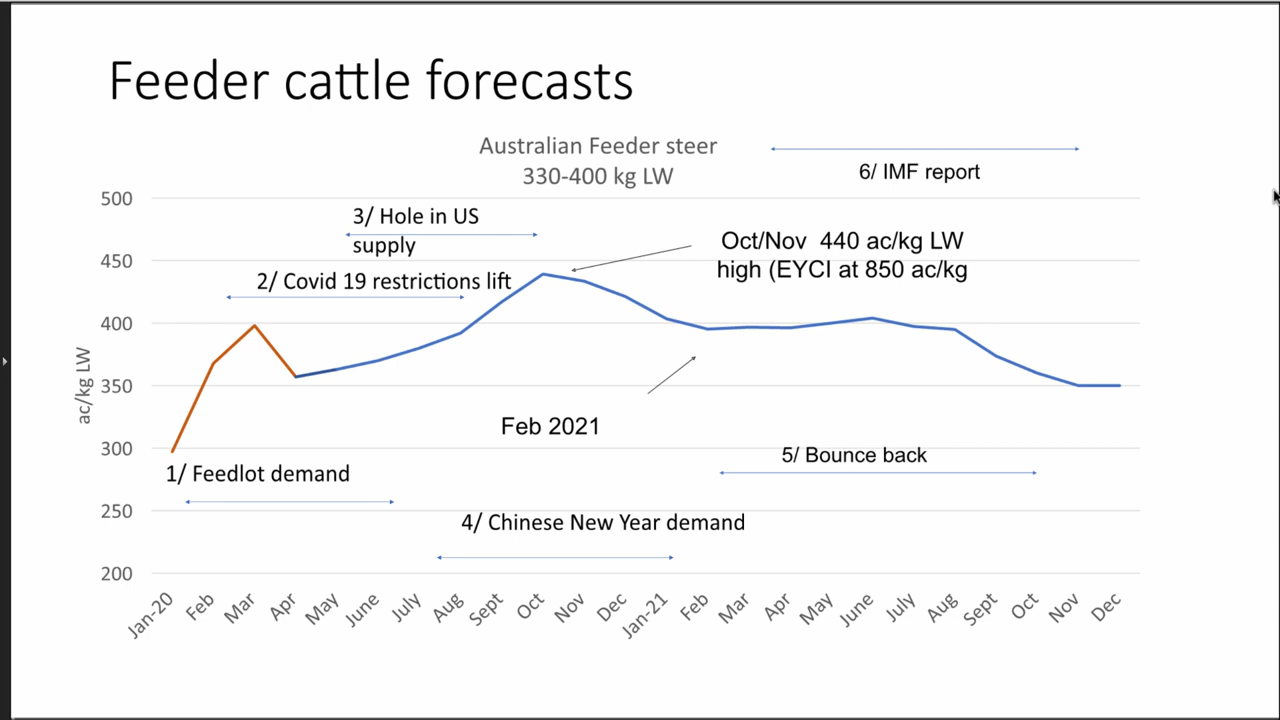 Feeder cattle forecasts
Australian Feeder steer
330-400 kg LW
6/ IMF report
500
3/ Hole in US
supply
Oct/Nov  440 ac/kg LW
high (EYCI at 850 ac/kg
450
2/ Covid 19 restrictions lift
400
ac/kg LW
350
Feb 2021
300
5/ Bounce back
1/ Feedlot demand
250
4/ Chinese New Year demand
200
Jan-20
Feb
Mar
Apr
May
June
July
Aug
Sept
Oct
Nov
Dec
Jan-21
Feb
Mar
Apr
May
June
July
Aug
Sept
Oct
Nov
Dec